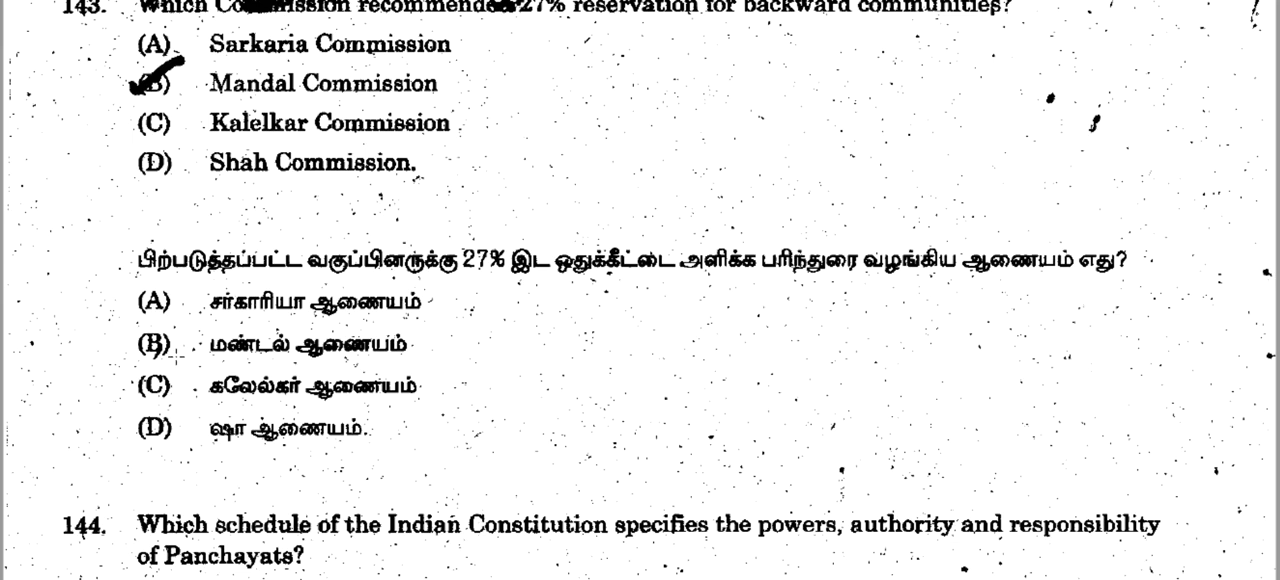 143. Which Commission recommended 27% reservation for backward communities?
(A) Sarkaria Commission
(B) Mandal Commission
(C) Kalelkar Commission
(D) Shah Commission.
பிற்படுத்தப்பட்ட வகுப்பினருக்கு 27% இட ஒதுக்கீட்டை அளிக்க பரிந்துரை வழங்கிய ஆணையம் எது?
(A) சர்காரியா ஆணையம்
(B) மண்டல் ஆணையம்
(C) கலேல்கர் ஆணையம்
(D) ஷா ஆணையம்.
144. Which schedule of the Indian Constitution specifies the powers, authority and responsibility
of Panchayats?